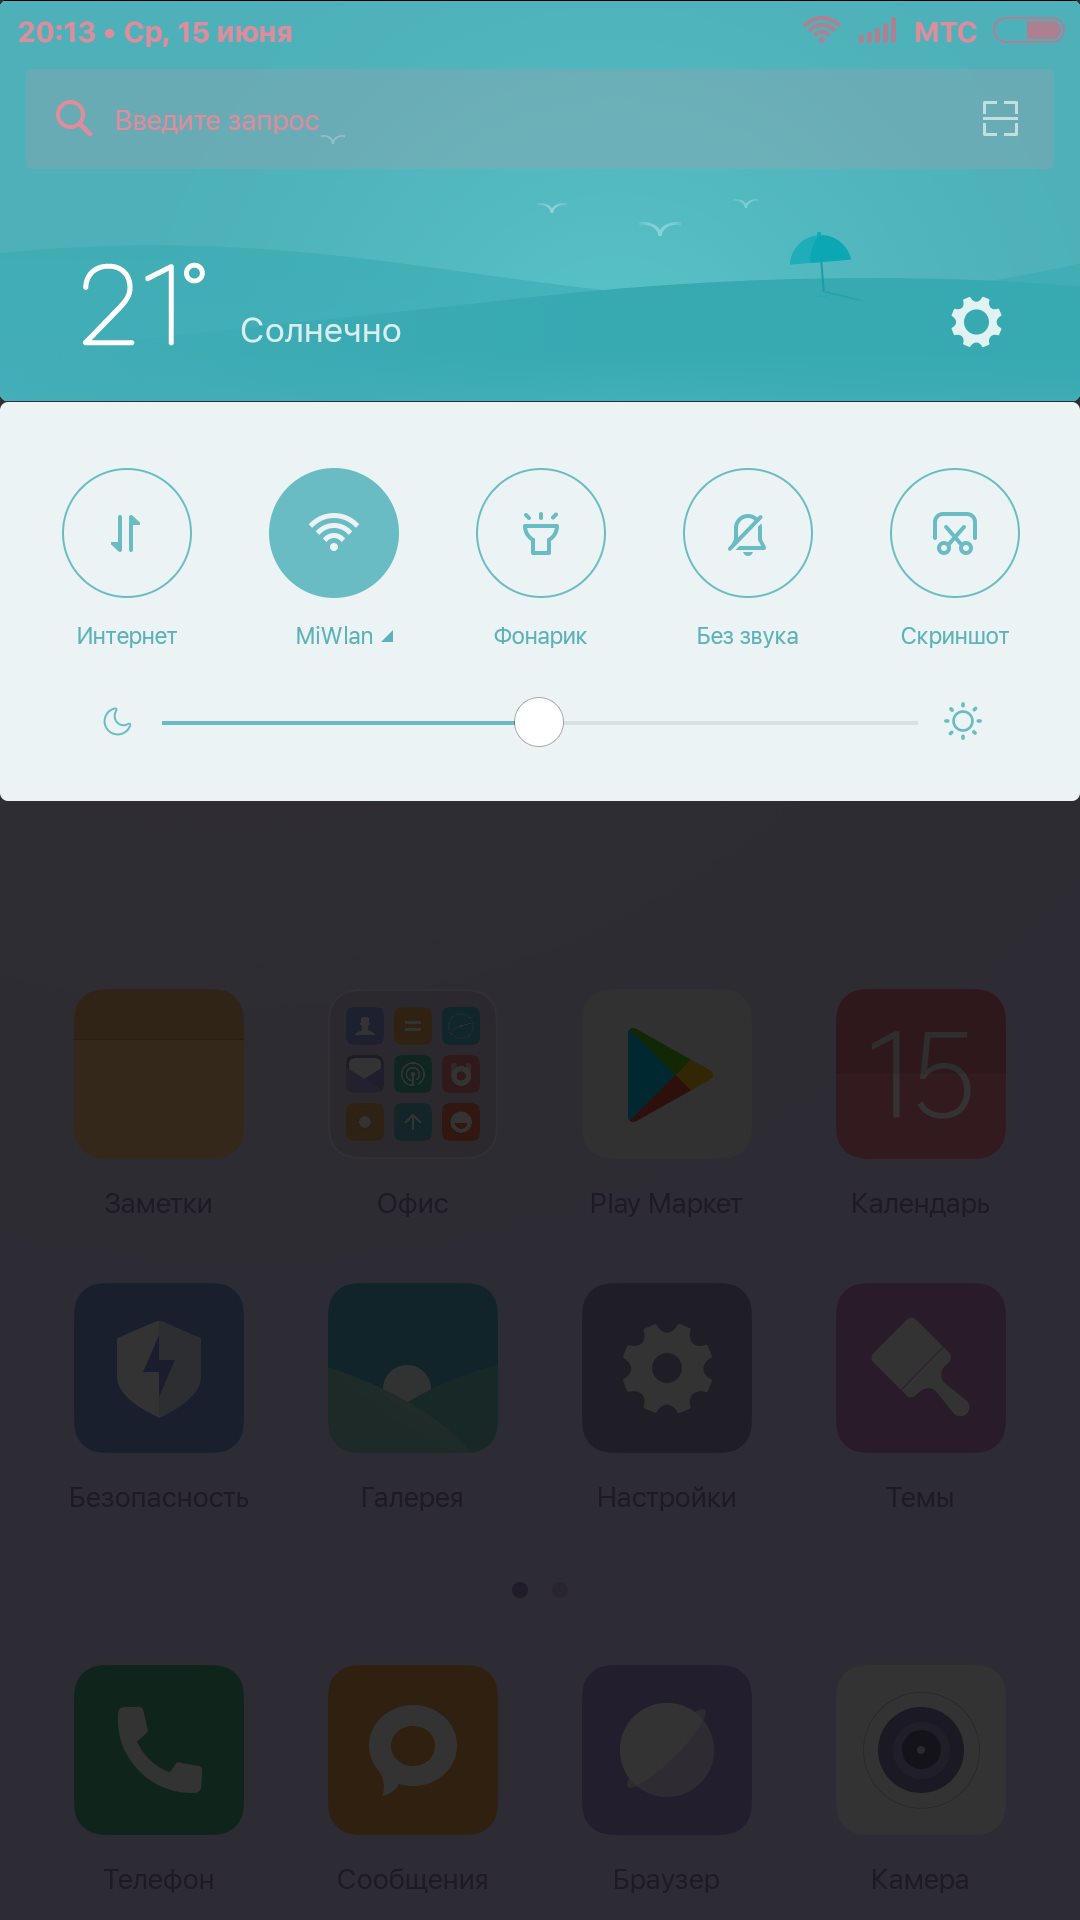 20:13 • Ср, 15 июня МТС
Введите запрос
21° Солнечно
Интернет MiWlan Фонарик Без звука Скриншот
15
Заметки Офис Play Маркет Календарь
Безопасность Галерея Настройки Темы
Телефон Сообщения Браузер Камера